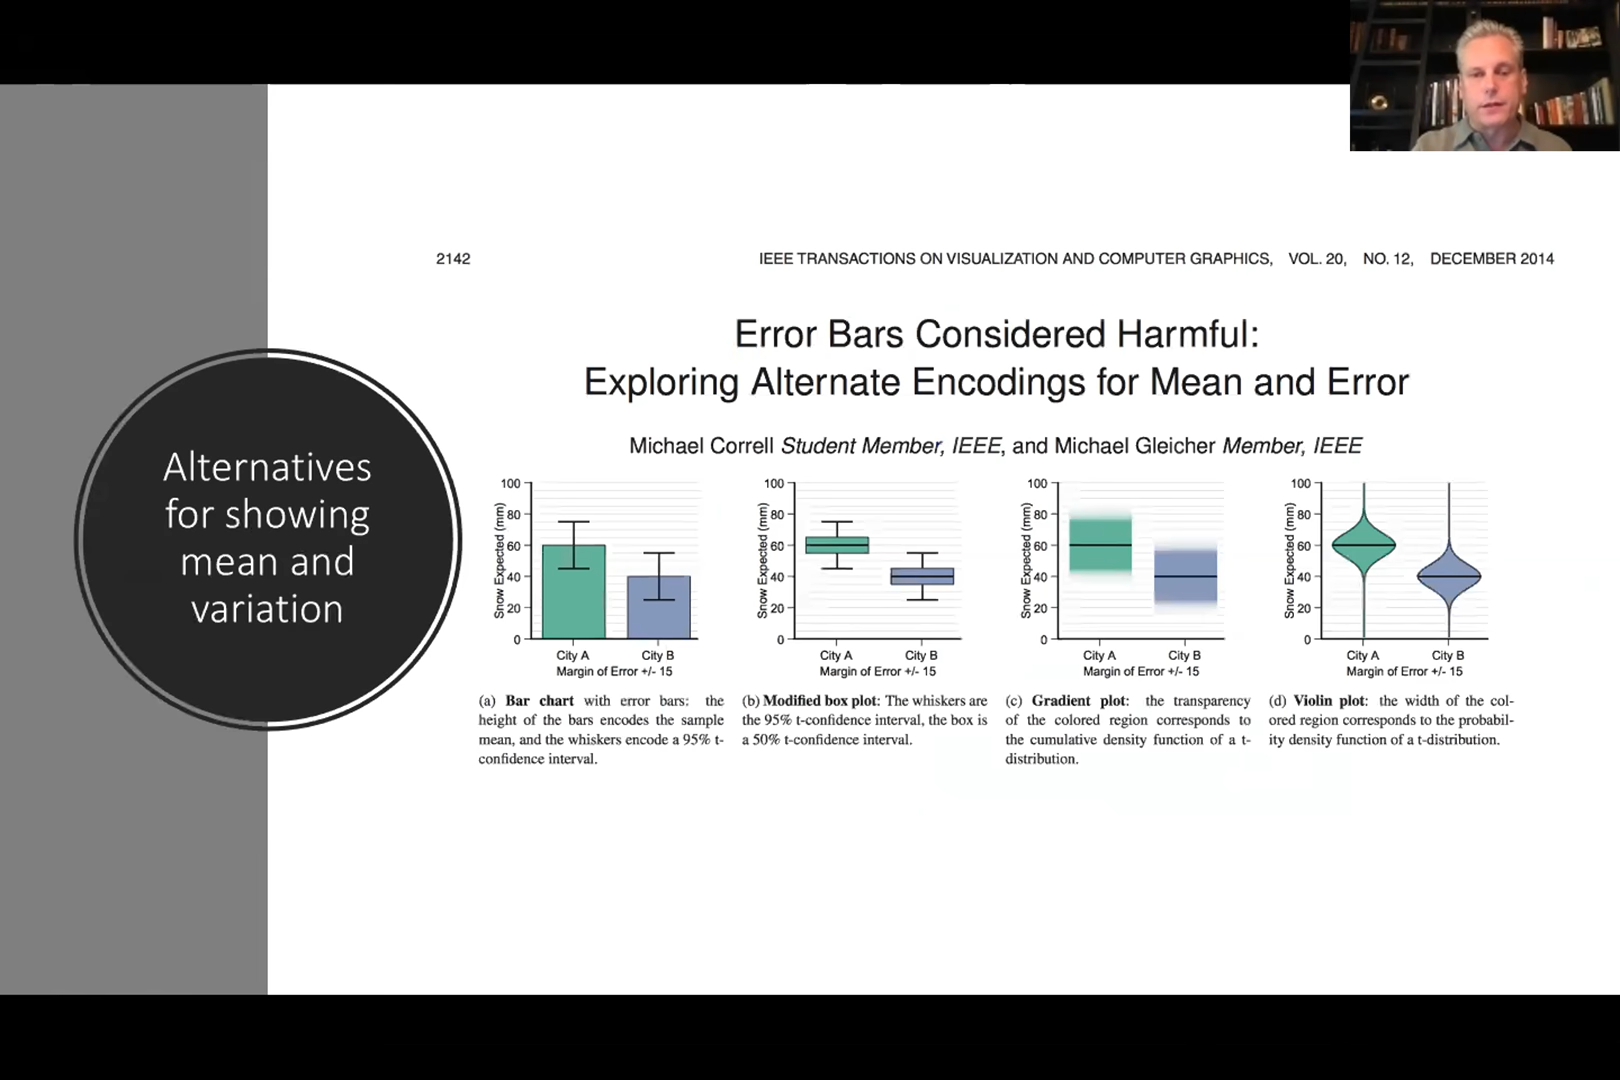 Alternatives
for showing
mean and
variation
2142 IEEE TRANSACTIONS ON VISUALIZATION AND COMPUTER GRAPHICS, VOL. 20, NO. 12, DECEMBER 2014
Error Bars Considered Harmful:
Exploring Alternate Encodings for Mean and Error
Michael Correll Student Member, IEEE, and Michael Gleicher Member, IEEE
Snow Expected (mm)
100
80
60
40
20
0
City A City B
Margin of Error +/- 15
(a) Bar chart with error bars: the
height of the bars encodes the sample
mean, and the whiskers encode a 95% t-
confidence interval.
Snow Expected (mm)
100
80
60
40
20
0
City A City B
Margin of Error +/- 15
(b) Modified box plot: The whiskers are
the 95% t-confidence interval, the box is
a 50% t-confidence interval.
Snow Expected (mm)
100
80
60
40
20
0
City A City B
Margin of Error +/- 15
(c) Gradient plot: the transparency
of the colored region corresponds to
the cumulative density function of a t-
distribution.
Snow Expected (mm)
100
80
60
40
20
0
City A City B
Margin of Error +/- 15
(d) Violin plot: the width of the col-
ored region corresponds to the probabil-
ity density function of a t-distribution.